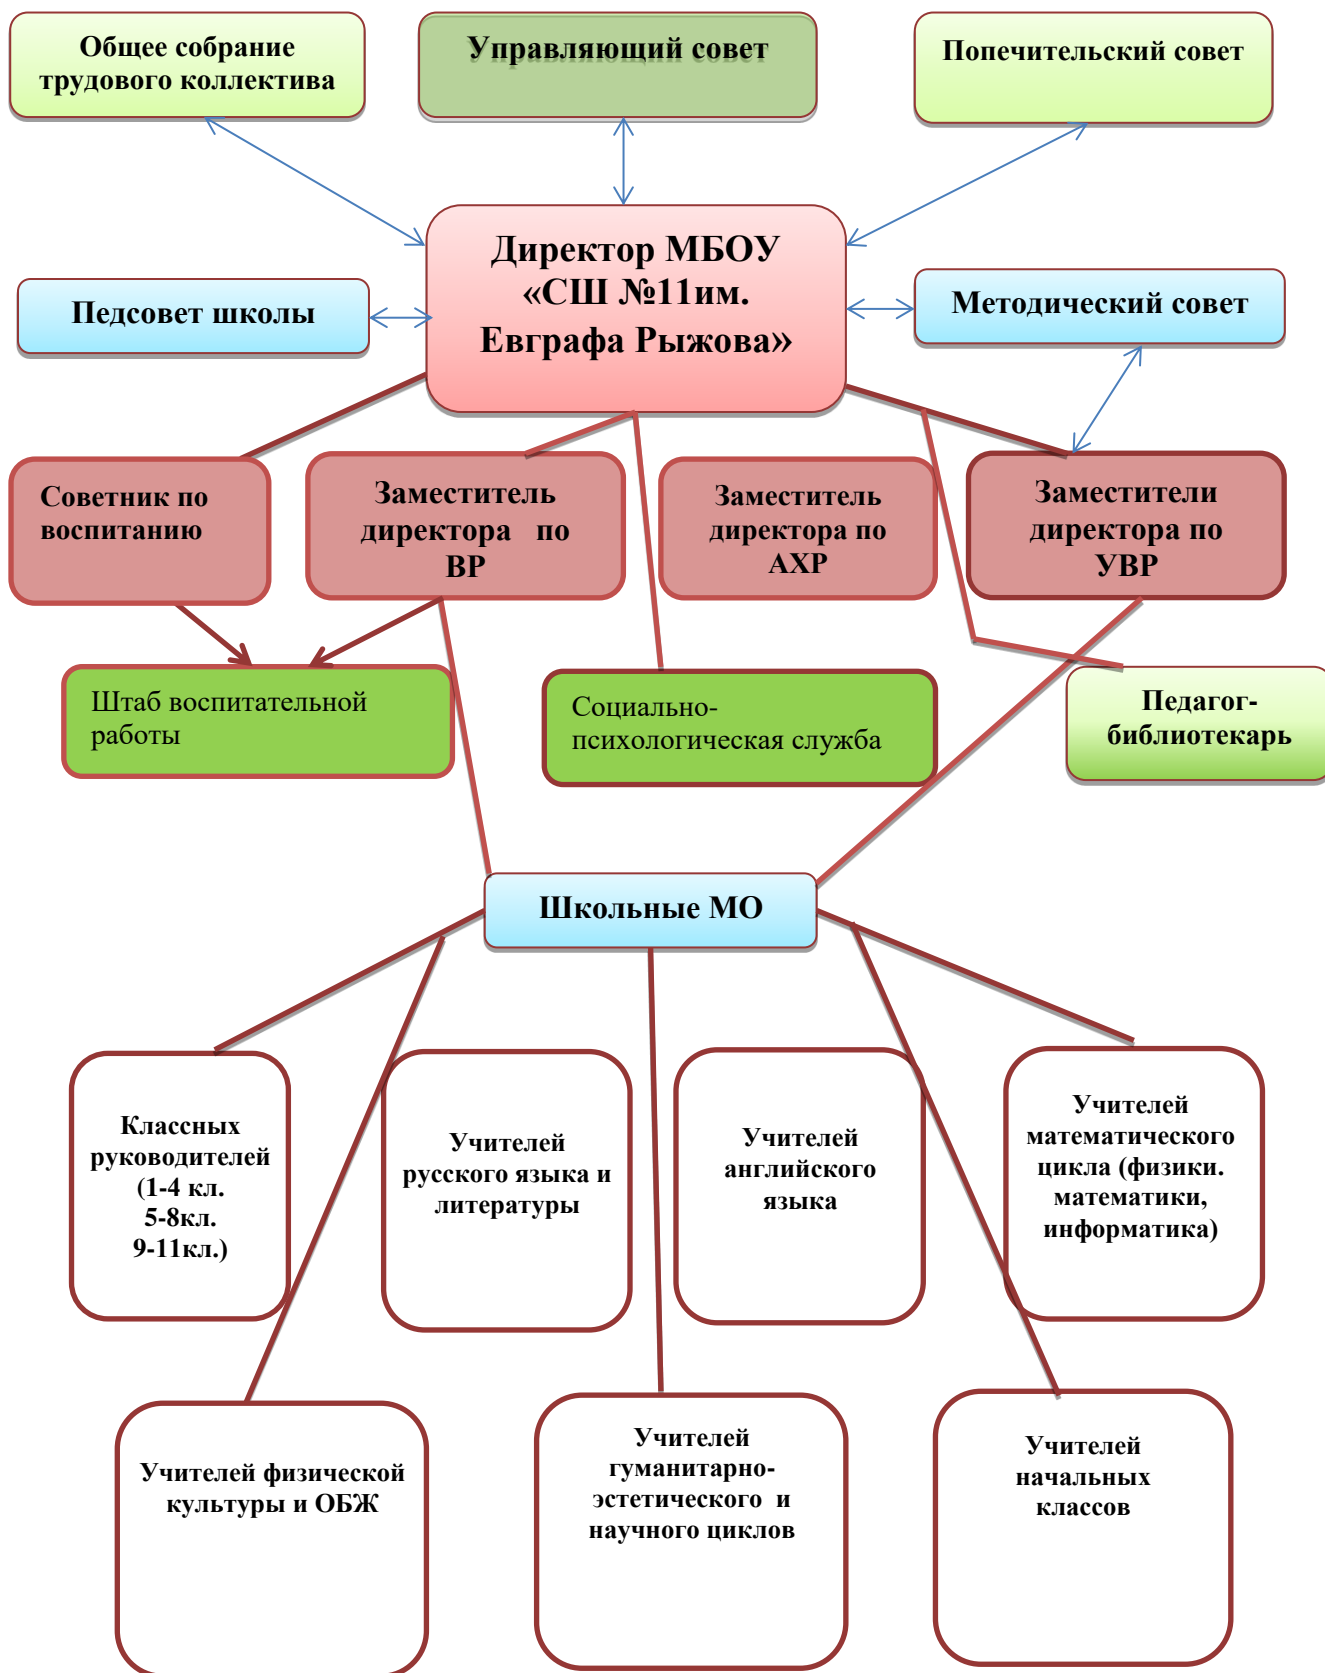 Общее собрание
трудового коллектива
Управляющий совет
Попечительский совет
Директор МБОУ
«СШ №11им.
Евграфа Рыжова»
Педсовет школы
Методический совет
Советник по
воспитанию
Заместитель
директора по
ВР
Заместитель
директора по
АХР
Заместители
директора по
УВР
Штаб воспитательной
работы
Социально-
психологическая служба
Педагог-
библиотекарь
Школьные МО
Классных
руководителей
(1-4 кл.
5-8кл.
9-11кл.)
Учителей
русского языка и
литературы
Учителей
английского
языка
Учителей
математического
цикла (физики.
математики,
информатика)
Учителей физической
культуры и ОБЖ
Учителей
гуманитарно-
эстетического и
научного циклов
Учителей
начальных
классов